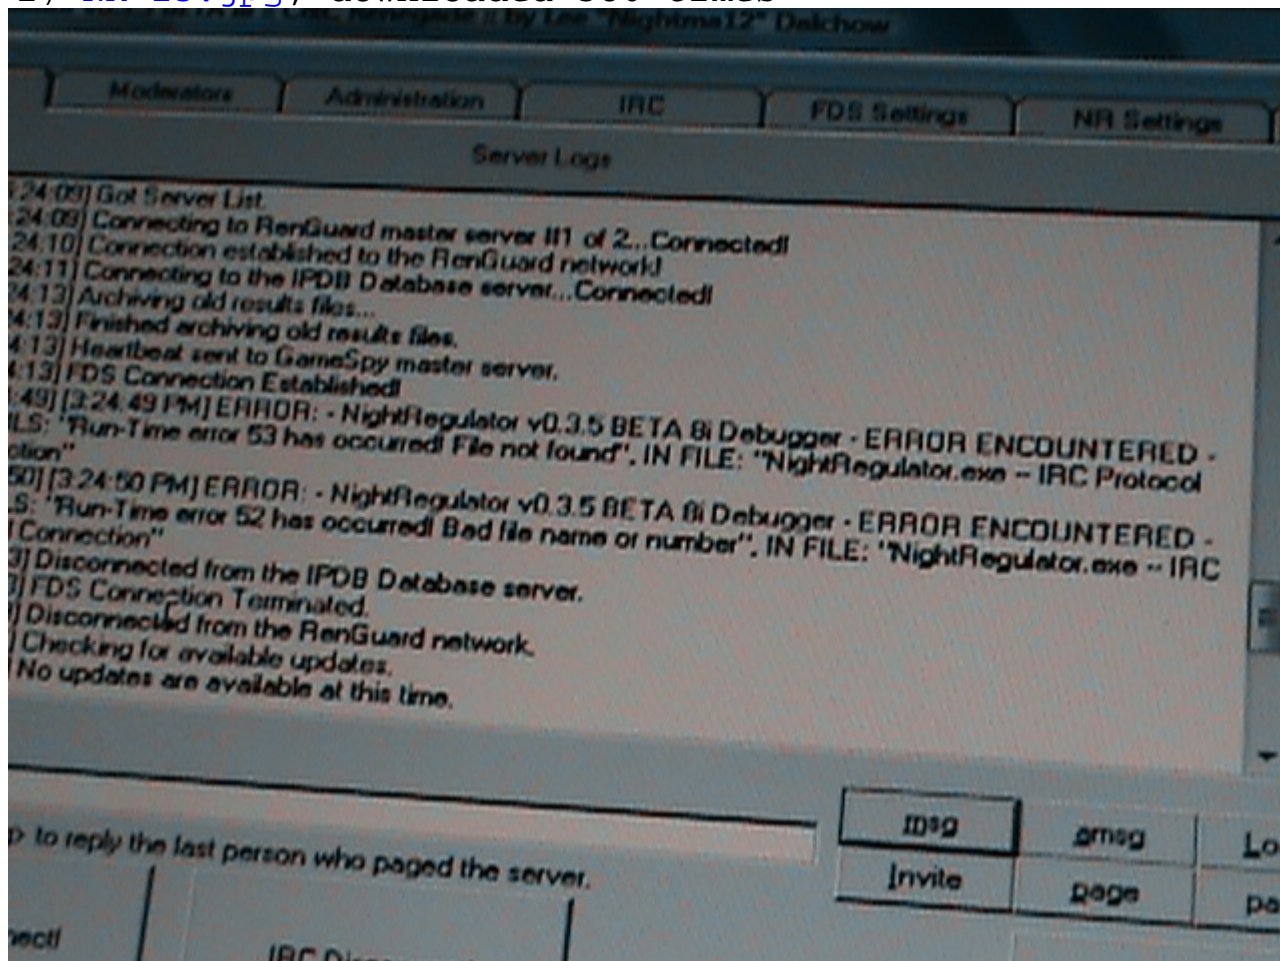 by Lee "Nightma12" Dalchow
Moderators Administration IRC FDS Settings NR Settings
Server Logs
:24:09] Got Server List.
:24:09] Connecting to RenGuard master server #1 of 2...Connected!
24:10] Connection established to the RenGuard network!
24:11] Connecting to the IPDB Database server...Connected!
24:13] Archiving old results files...
4:13] Finished archiving old results files.
4:13] Heartbeat sent to GameSpy master server.
:13] FDS Connection Established!
:49] [3:24:49 PM] ERROR: - NightRegulator v0.3.5 BETA 8i Debugger - ERROR ENCOUNTERED -
ILS: "Run-Time error 53 has occurred! File not found", IN FILE: "NightRegulator.exe -- IRC Protocol
ction"
50] [3:24:50 PM] ERROR: - NightRegulator v0.3.5 BETA 8i Debugger - ERROR ENCOUNTERED -
LS: "Run-Time error 52 has occurred! Bad file name or number", IN FILE: "NightRegulator.exe -- IRC
Connection"
3] Disconnected from the IPDB Database server.
3] FDS Connection Terminated.
] Disconnected from the RenGuard network.
] Checking for available updates.
] No updates are available at this time.
msg amsg Lo
> to reply the last person who paged the server.
Invite page pa
nect!